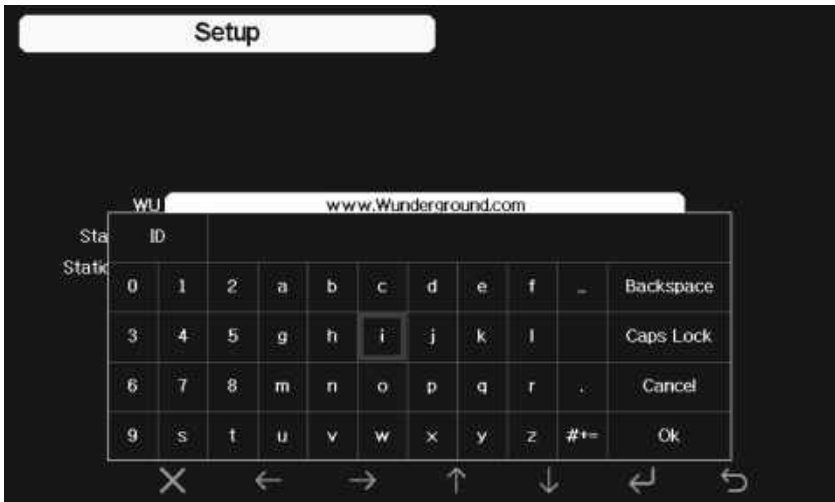 Setup
WU
www.Wunderground.com
Sta
ID
Static
0 1 2 a b c d e f _ Backspace
3 4 5 g h i j k l Caps Lock
6 7 8 m n o p q r . Cancel
9 s t u v w x y z #+= Ok